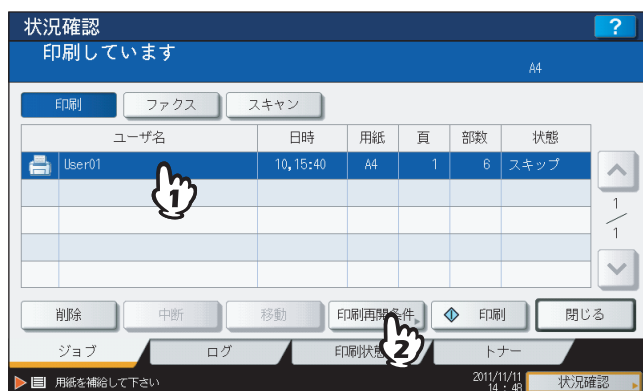 状況確認 ?
印刷しています
A4
印刷 ファクス スキャン
ユーザ名 日時 用紙 頁 部数 状態
User01 10,15:40 A4 1 6 スキップ
1
1
1
削除 中断 移動 印刷再開条件 印刷 閉じる
2
ジョブ ログ 印刷状 トナー
用紙を補給して下さい 2011/11/11
14:48 状況確認